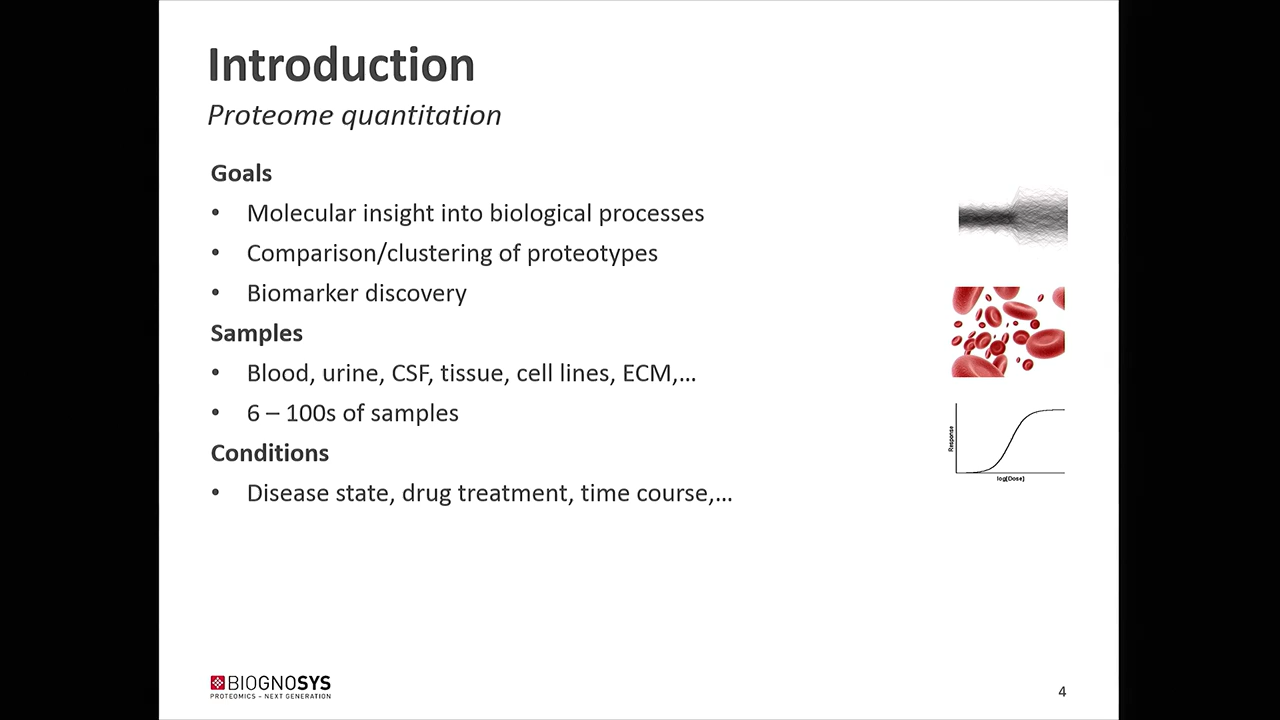 Introduction
Proteome quantitation
Goals
• Molecular insight into biological processes
• Comparison/clustering of proteotypes
• Biomarker discovery
Samples
• Blood, urine, CSF, tissue, cell lines, ECM,...
• 6 – 100s of samples
Conditions
• Disease state, drug treatment, time course,...
Response
log[Dose]
BIOGNOSYS
PROTEOMICS – NEXT GENERATION
4